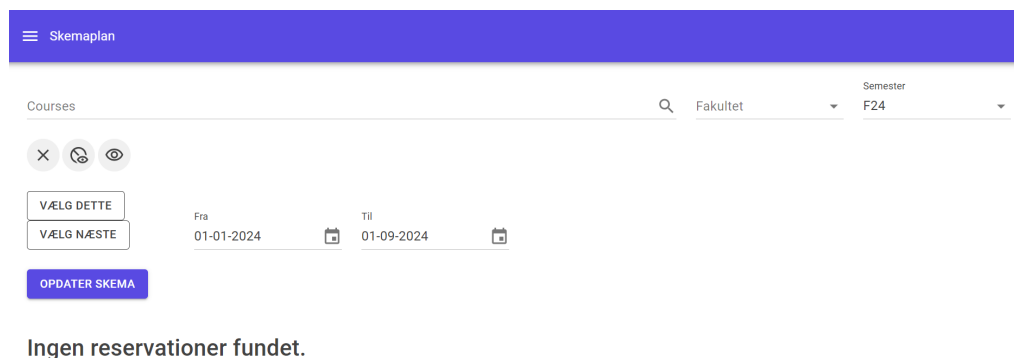 Skemaplan
Semester
Courses Fakultet F24
VÆLG DETTE
VÆLG NÆSTE
Fra Til
01-01-2024 01-09-2024
OPDATER SKEMA
Ingen reservationer fundet.